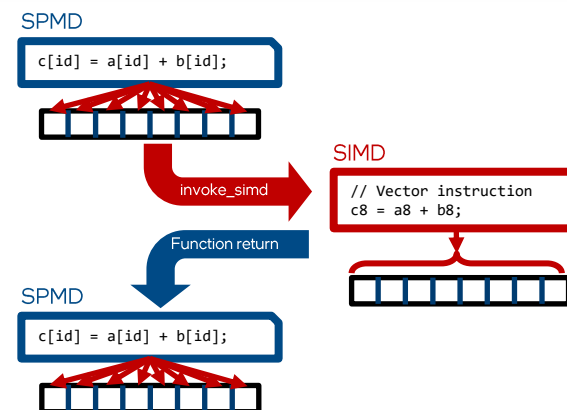 SPMD
c[id] = a[id] + b[id];
invoke_simd
SIMD
// Vector instruction
c8 = a8 + b8;
Function return
SPMD
c[id] = a[id] + b[id];